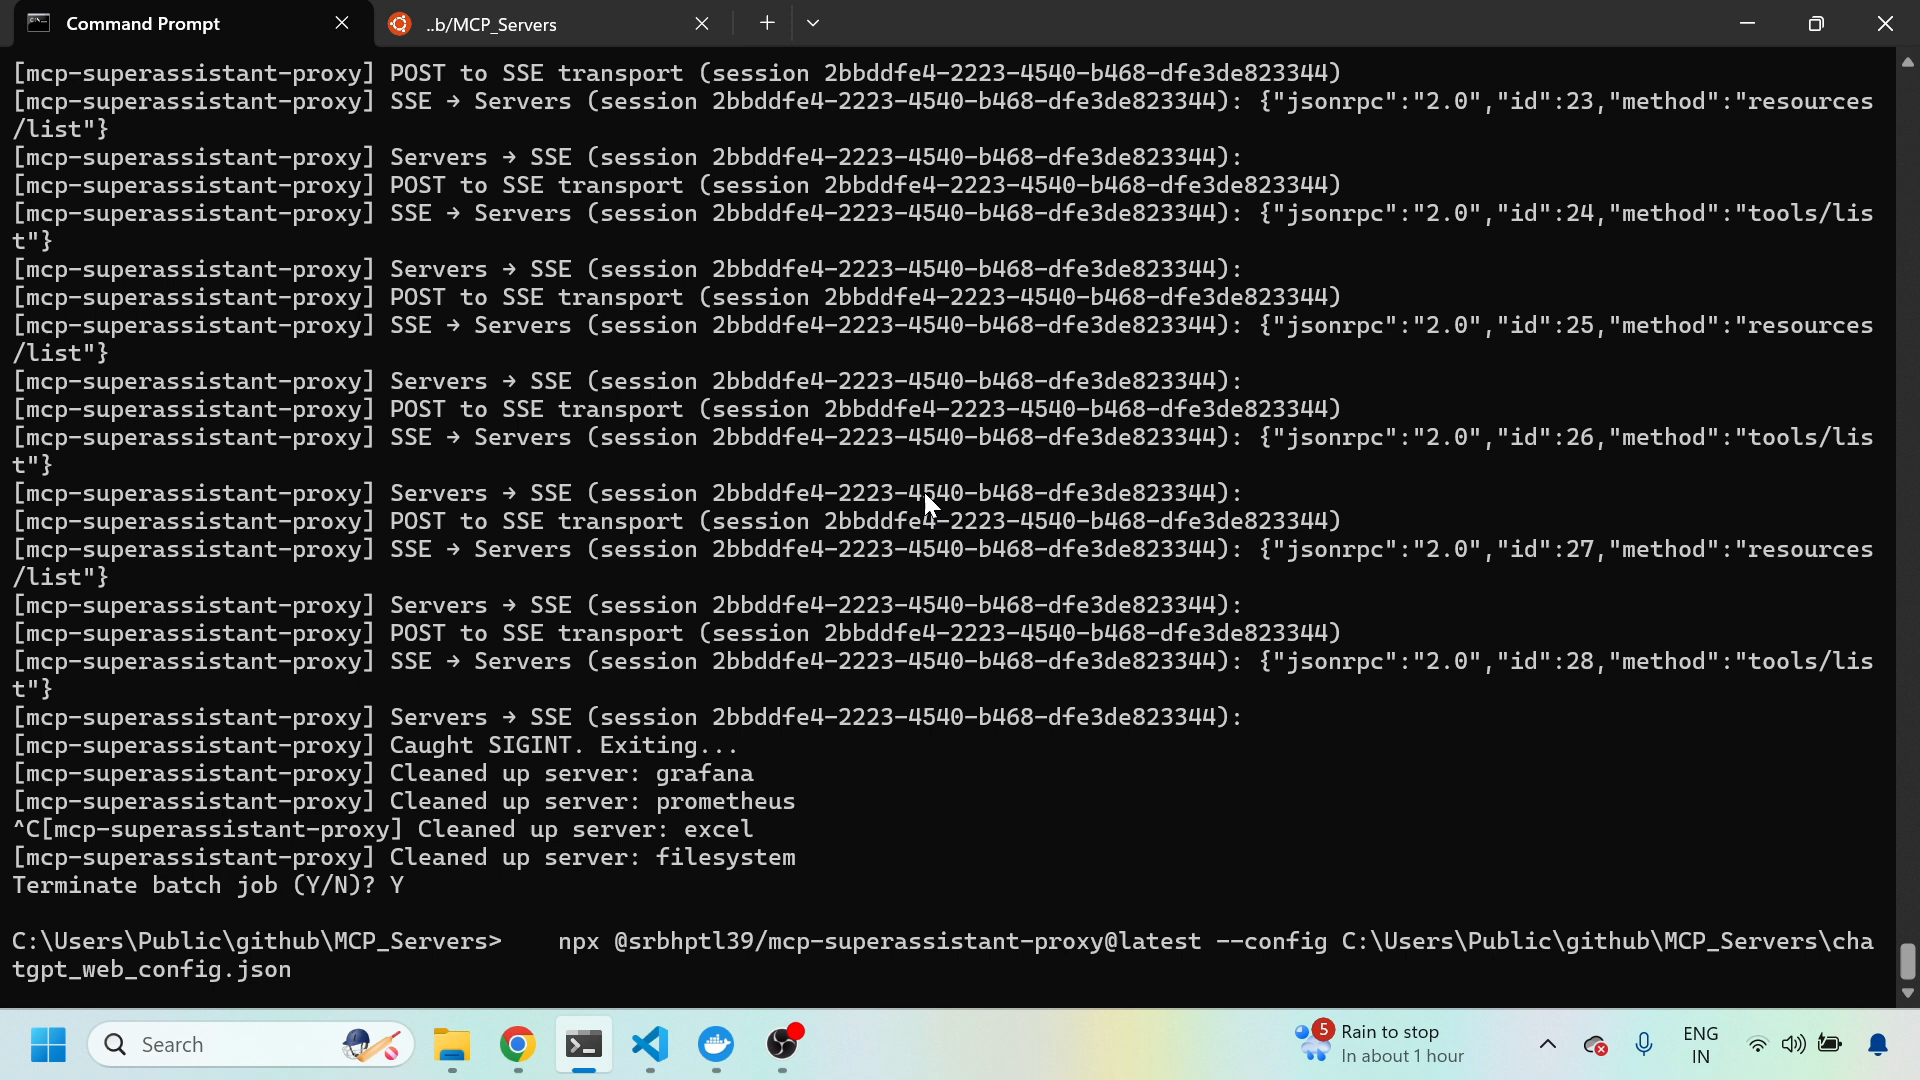 Command Prompt
..b/MCP_Servers
[mcp-superassistant-proxy] POST to SSE transport (session 2bbddfe4-2223-4540-b468-dfe3de823344)
[mcp-superassistant-proxy] SSE → Servers (session 2bbddfe4-2223-4540-b468-dfe3de823344): {"jsonrpc":"2.0","id":23,"method":"resources
/list"}
[mcp-superassistant-proxy] Servers → SSE (session 2bbddfe4-2223-4540-b468-dfe3de823344):
[mcp-superassistant-proxy] POST to SSE transport (session 2bbddfe4-2223-4540-b468-dfe3de823344)
[mcp-superassistant-proxy] SSE → Servers (session 2bbddfe4-2223-4540-b468-dfe3de823344): {"jsonrpc":"2.0","id":24,"method":"tools/lis
t"}
[mcp-superassistant-proxy] Servers → SSE (session 2bbddfe4-2223-4540-b468-dfe3de823344):
[mcp-superassistant-proxy] POST to SSE transport (session 2bbddfe4-2223-4540-b468-dfe3de823344)
[mcp-superassistant-proxy] SSE → Servers (session 2bbddfe4-2223-4540-b468-dfe3de823344): {"jsonrpc":"2.0","id":25,"method":"resources
/list"}
[mcp-superassistant-proxy] Servers → SSE (session 2bbddfe4-2223-4540-b468-dfe3de823344):
[mcp-superassistant-proxy] POST to SSE transport (session 2bbddfe4-2223-4540-b468-dfe3de823344)
[mcp-superassistant-proxy] SSE → Servers (session 2bbddfe4-2223-4540-b468-dfe3de823344): {"jsonrpc":"2.0","id":26,"method":"tools/lis
t"}
[mcp-superassistant-proxy] Servers → SSE (session 2bbddfe4-2223-4540-b468-dfe3de823344):
[mcp-superassistant-proxy] POST to SSE transport (session 2bbddfe4-2223-4540-b468-dfe3de823344)
[mcp-superassistant-proxy] SSE → Servers (session 2bbddfe4-2223-4540-b468-dfe3de823344): {"jsonrpc":"2.0","id":27,"method":"resources
/list"}
[mcp-superassistant-proxy] Servers → SSE (session 2bbddfe4-2223-4540-b468-dfe3de823344):
[mcp-superassistant-proxy] POST to SSE transport (session 2bbddfe4-2223-4540-b468-dfe3de823344)
[mcp-superassistant-proxy] SSE → Servers (session 2bbddfe4-2223-4540-b468-dfe3de823344): {"jsonrpc":"2.0","id":28,"method":"tools/lis
t"}
[mcp-superassistant-proxy] Servers → SSE (session 2bbddfe4-2223-4540-b468-dfe3de823344):
[mcp-superassistant-proxy] Caught SIGINT. Exiting...
[mcp-superassistant-proxy] Cleaned up server: grafana
[mcp-superassistant-proxy] Cleaned up server: prometheus
^C[mcp-superassistant-proxy] Cleaned up server: excel
[mcp-superassistant-proxy] Cleaned up server: filesystem
Terminate batch job (Y/N)? Y
C:\Users\Public\github\MCP_Servers>    npx @srbhptl39/mcp-superassistant-proxy@latest --config C:\Users\Public\github\MCP_Servers\cha
tgpt_web_config.json
Search
5
Rain to stop
In about 1 hour
ENG
IN